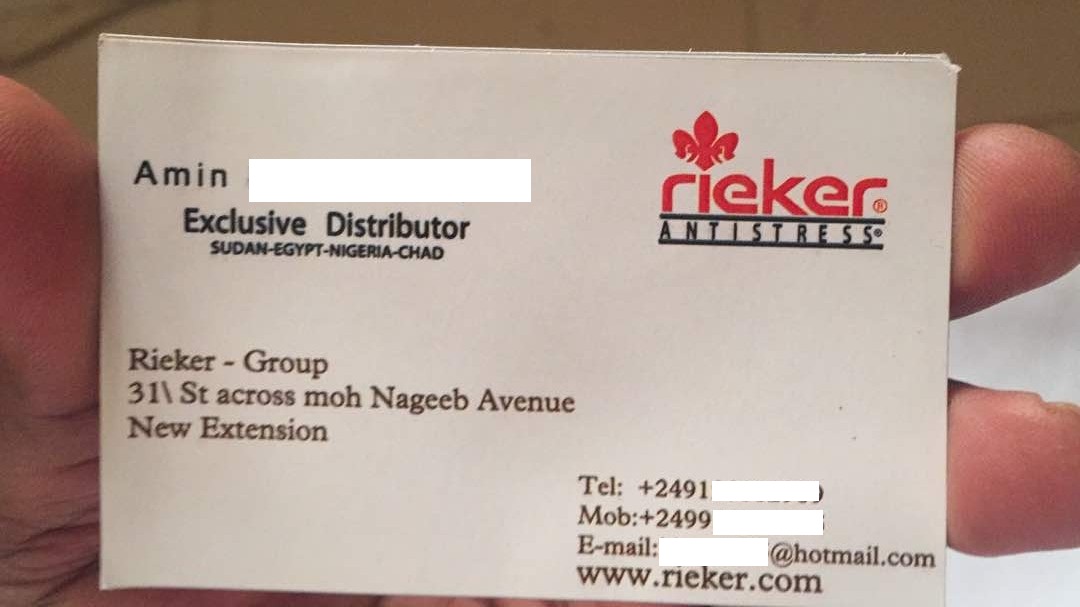 Amin
Exclusive Distributor
SUDAN-EGYPT-NIGERIA-CHAD
rieker®
ANTISTRESS®
Rieker - Group
31\ St across moh Nageeb Avenue
New Extension
Tel: +2491
Mob:+2499
E-mail: @hotmail.com
www.rieker.com